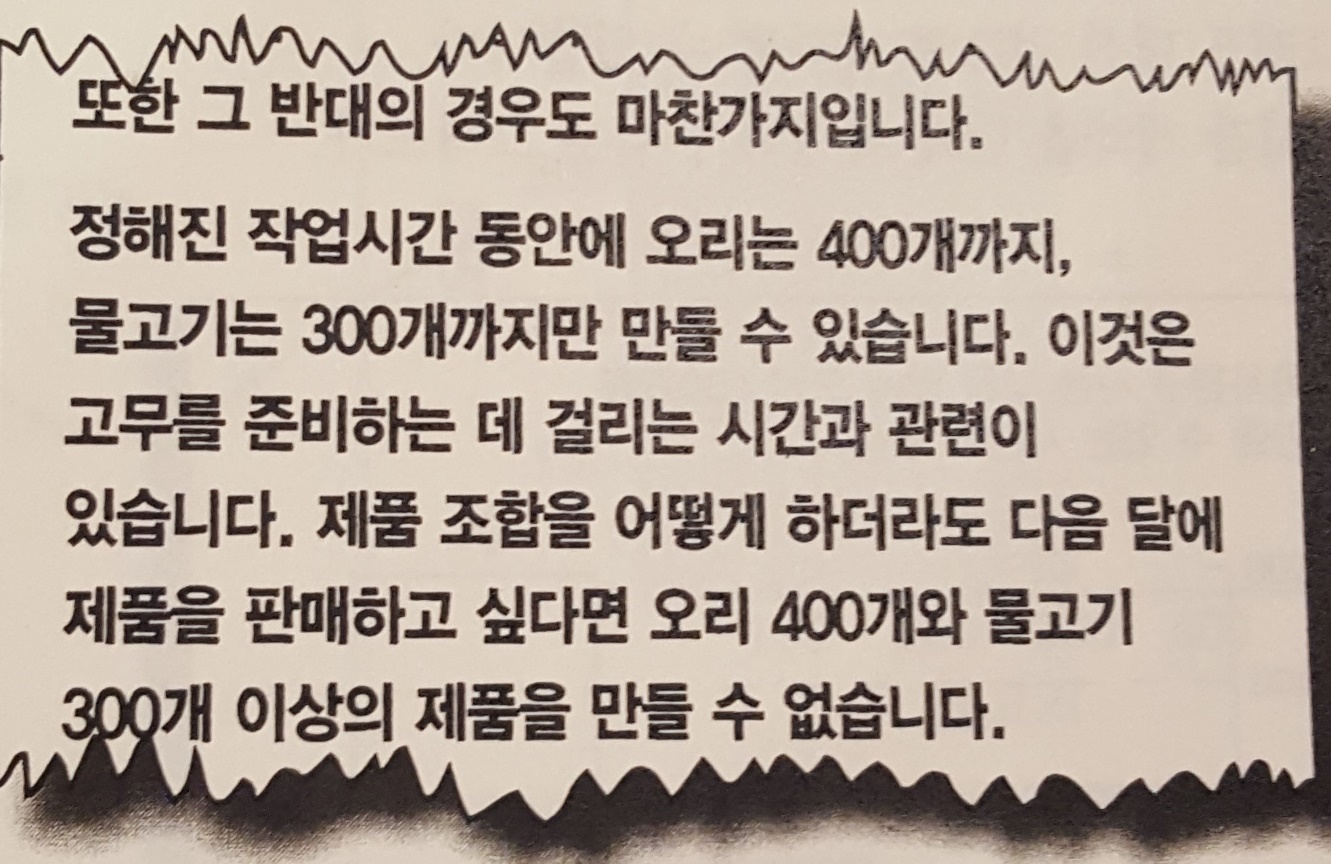 또한 그 반대의 경우도 마찬가지입니다.
정해진 작업시간 동안에 오리는 400개까지,
물고기는 300개까지만 만들 수 있습니다. 이것은
고무를 준비하는 데 걸리는 시간과 관련이
있습니다. 제품 조합을 어떻게 하더라도 다음 달에
제품을 판매하고 싶다면 오리 400개와 물고기
300개 이상의 제품을 만들 수 없습니다.